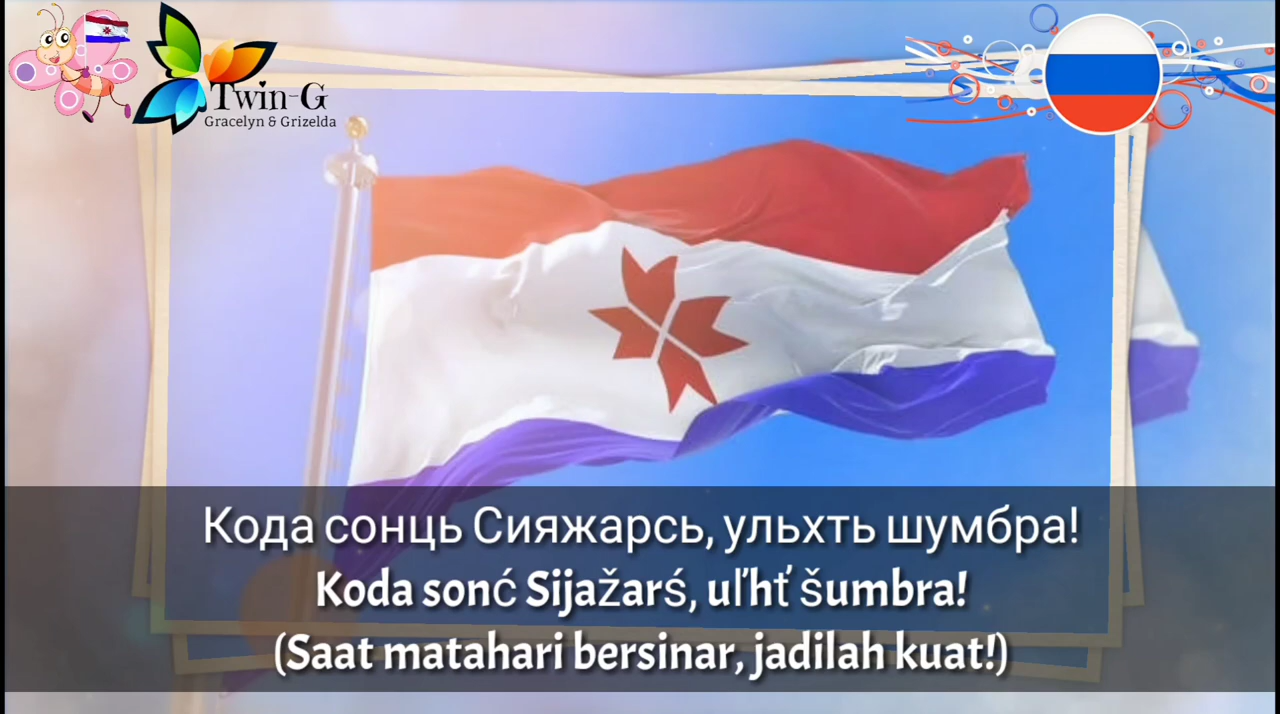 Twin-G
Gracelyn & Grizelda
Кода сонць Сияжарсь, ульхть шумбра!
Koda sonć Sijažarś, uľhť šumbra!
(Saat matahari bersinar, jadilah kuat!)